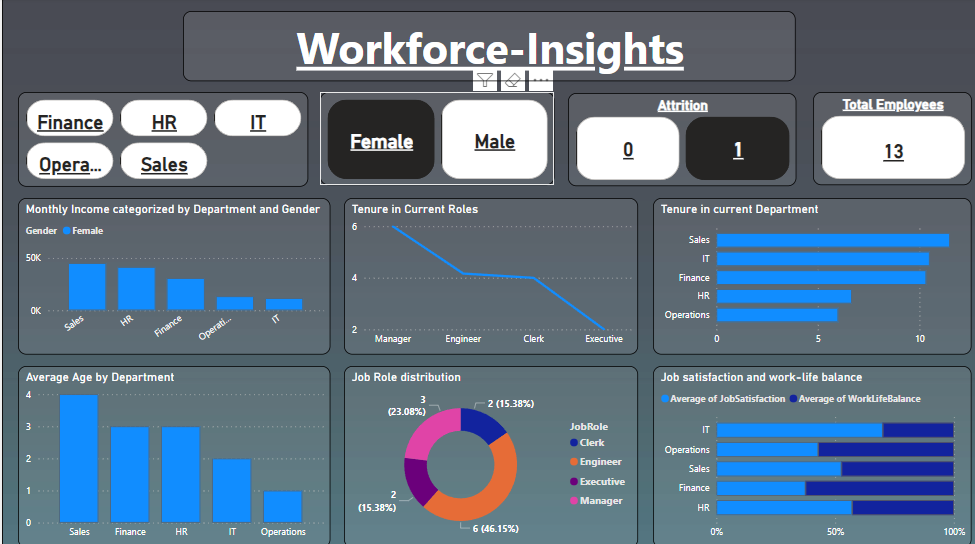 Workforce-Insights
Finance
HR
IT
Opera...
Sales
Female
Male
Attrition
0
1
Total Employees
13
Monthly Income categorized by Department and Gender
Gender Female
50K
0K
Sales
HR
Finance
Operati...
IT
Tenure in Current Roles
6
4
2
Manager
Engineer
Clerk
Executive
Tenure in current Department
Sales
IT
Finance
HR
Operations
0
5
10
Average Age by Department
4
3
2
1
0
Sales
Finance
HR
IT
Operations
Job Role distribution
3
(23.08%)
2 (15.38%)
2
(15.38%)
6 (46.15%)
JobRole
Clerk
Engineer
Executive
Manager
Job satisfaction and work-life balance
Average of JobSatisfaction Average of WorkLifeBalance
IT
Operations
Sales
Finance
HR
0%
50%
100%